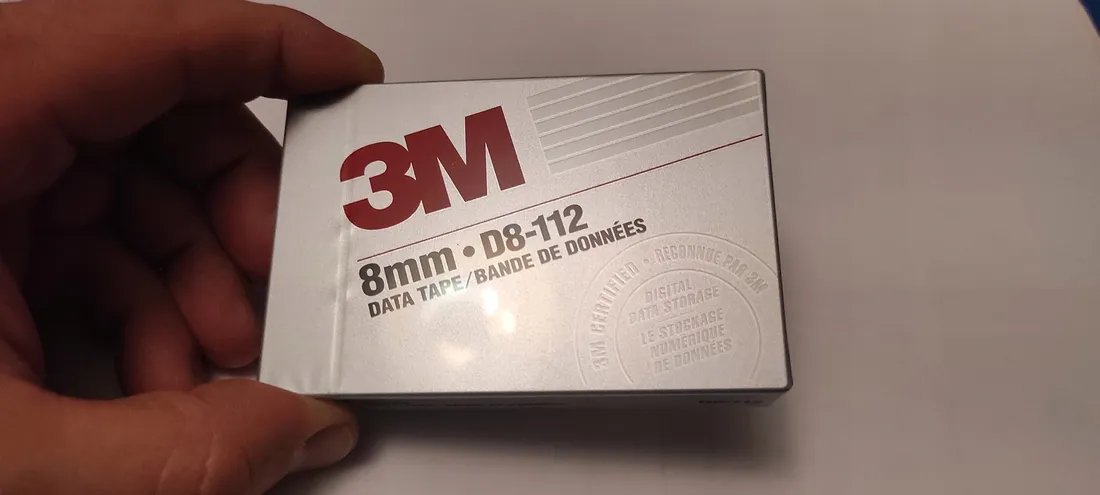 3M
8mm • D8-112
DATA TAPE/BANDE DE DONNÉES
3M CERTIFIED • RECONNUE PAR 3M
DIGITAL
DATA STORAGE
LE STOCKAGE
NUMÉRIQUE
DE DONNÉES